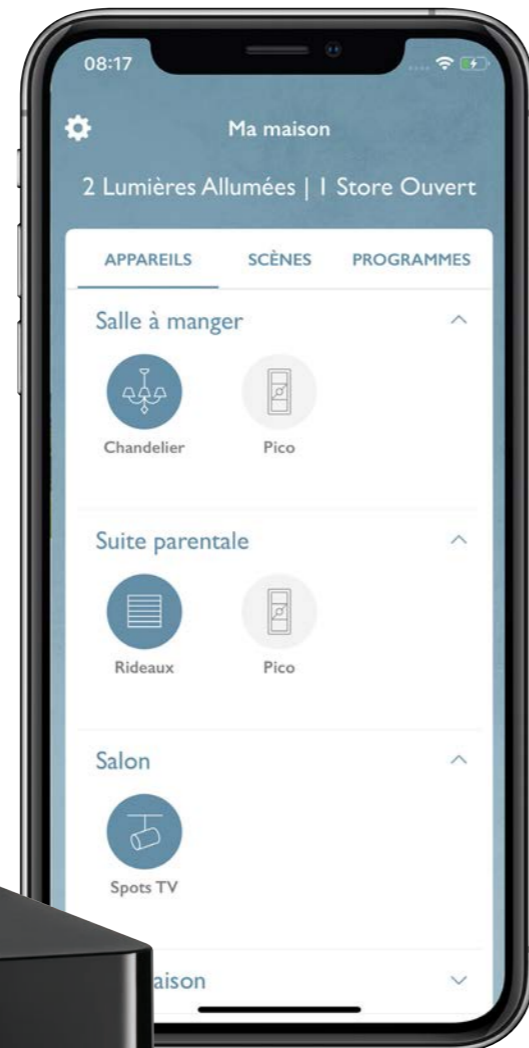 08:17
Ma maison
2 Lumières Allumées | 1 Store Ouvert
APPAREILS SCÈNES PROGRAMMES
Salle à manger
Chandelier Pico
Suite parentale
Rideaux Pico
Salon
Spots TV
aison